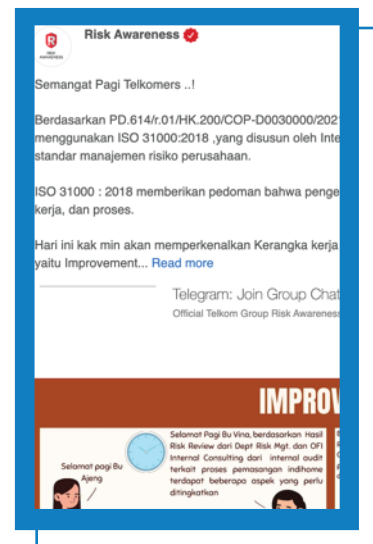 Risk Awareness
R
RISK
AWARENESS
Semangat Pagi Telkomers ..!
Berdasarkan PD.614/r.01/HK.200/COP-D0030000/202
menggunakan ISO 31000:2018 ,yang disusun oleh Inte
standar manajemen risiko perusahaan.
ISO 31000 : 2018 memberikan pedoman bahwa penge
kerja, dan proses.
Hari ini kak min akan memperkenalkan Kerangka kerja
yaitu Improvement... Read more
Telegram: Join Group Chat
Official Telkom Group Risk Awareness
IMPROV
Selamat pagi Bu
Ajeng
Selamat Pagi Bu Vina, berdasarkan Hasil
Risk Review dari Dept Risk Mgt. dan OFI
Internal Consulting dari internal audit
terkait proses pemasangan indihome
terdapat beberapa aspek yang perlu
ditingkatkan